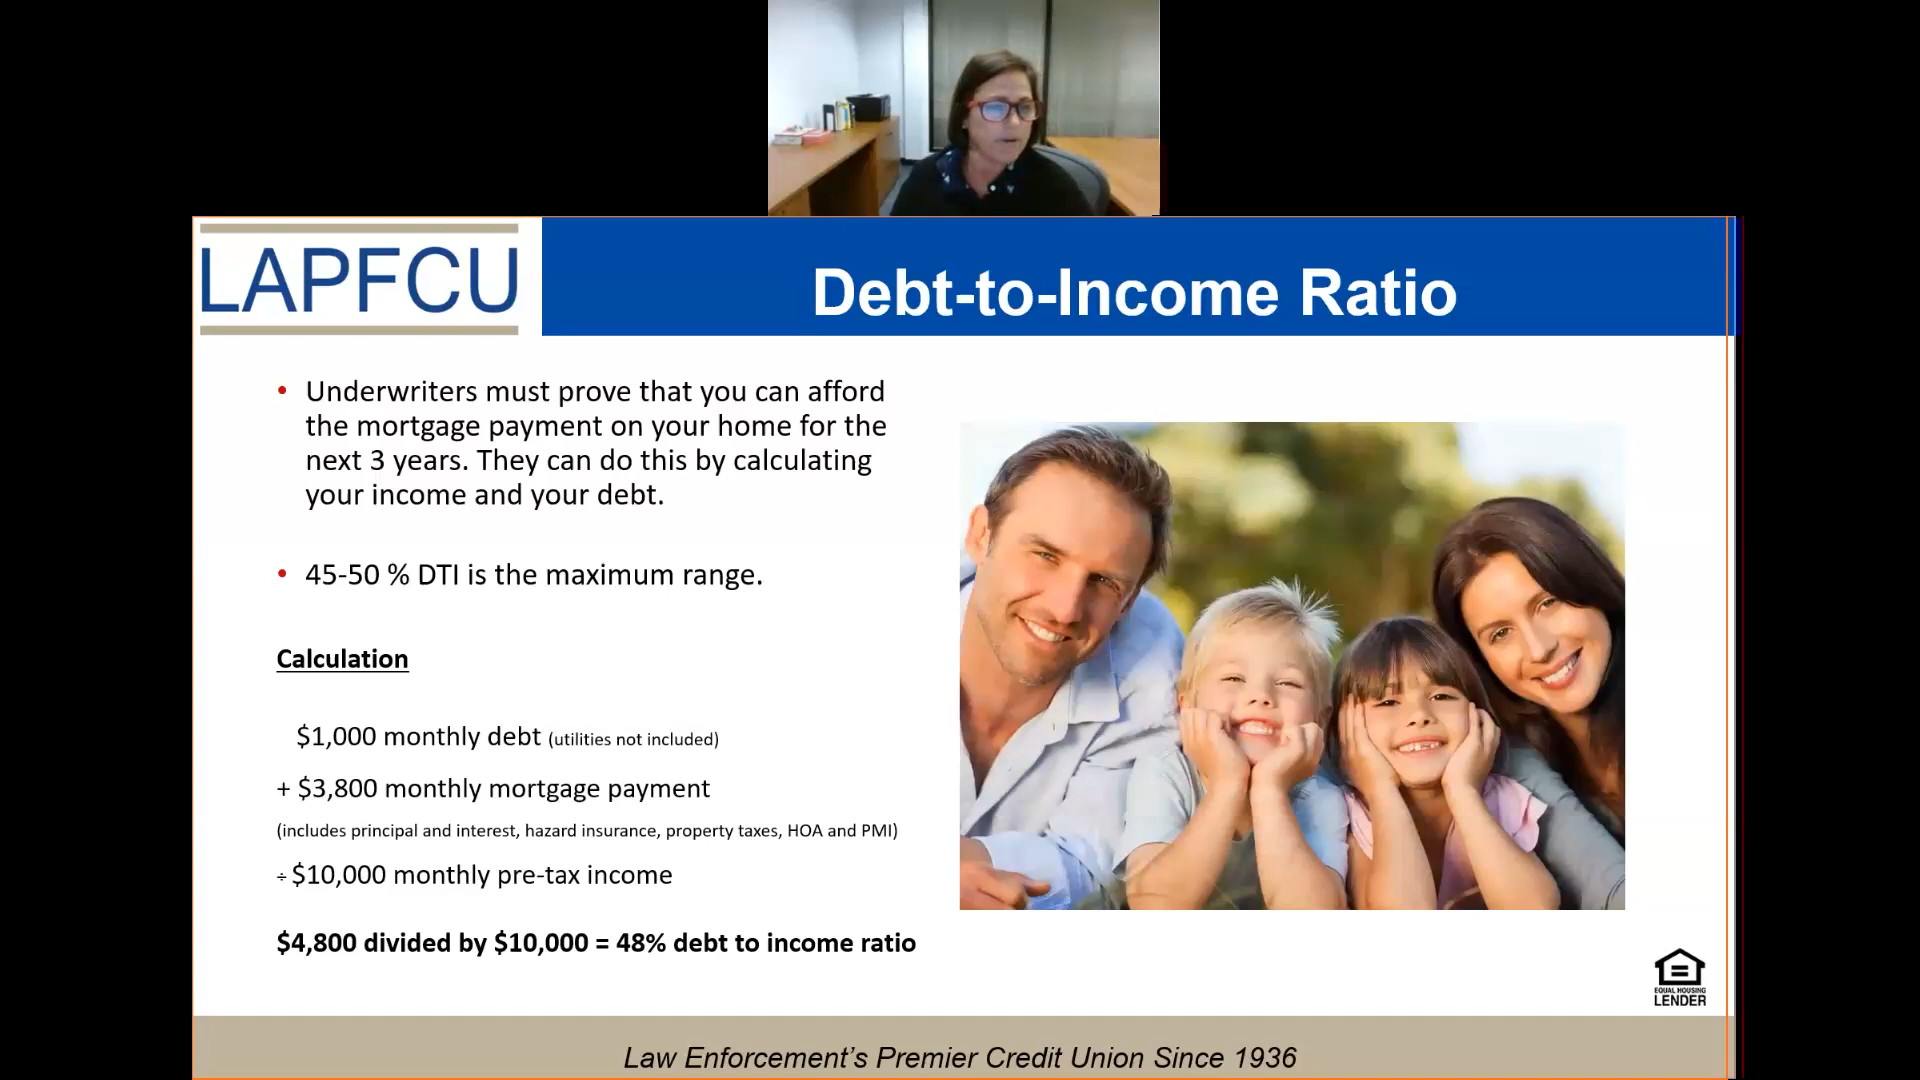 LAPFCU
Debt-to-Income Ratio
• Underwriters must prove that you can afford
the mortgage payment on your home for the
next 3 years. They can do this by calculating
your income and your debt.
• 45-50 % DTI is the maximum range.
Calculation
$1,000 monthly debt (utilities not included)
+ $3,800 monthly mortgage payment
(includes principal and interest, hazard insurance, property taxes, HOA and PMI)
÷ $10,000 monthly pre-tax income
$4,800 divided by $10,000 = 48% debt to income ratio
EQUAL HOUSING
LENDER
Law Enforcement’s Premier Credit Union Since 1936